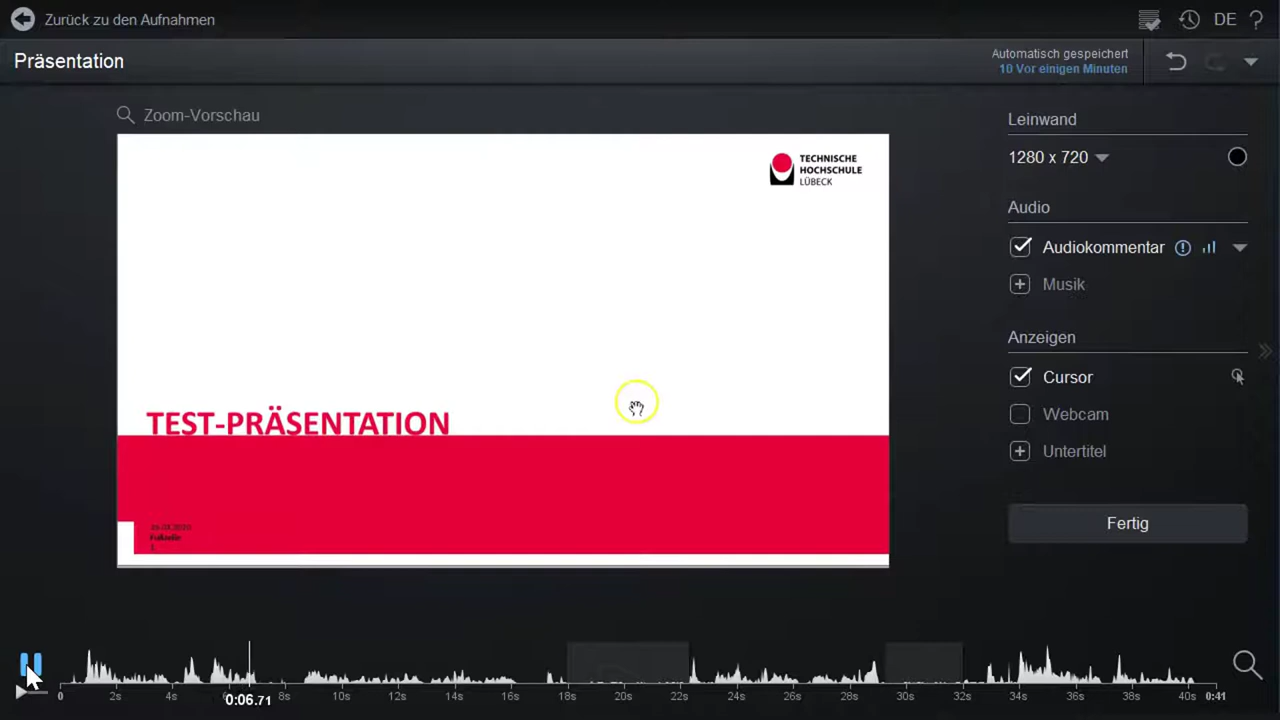 Zurück zu den Aufnahmen
DE ?
Präsentation
Automatisch gespeichert
10 Vor einigen Minuten
Zoom-Vorschau
TECHNISCHE
HOCHSCHULE
LÜBECK
TEST-PRÄSENTATION
Leinwand
1280 x 720
Audio
Audiokommentar
Musik
Anzeigen
Cursor
Webcam
Untertitel
Fertig
0 2s 4s 8s 10s 12s 14s 16s 18s 20s 22s 24s 26s 28s 30s 32s 34s 36s 38s 40s 0:41
0:06.71